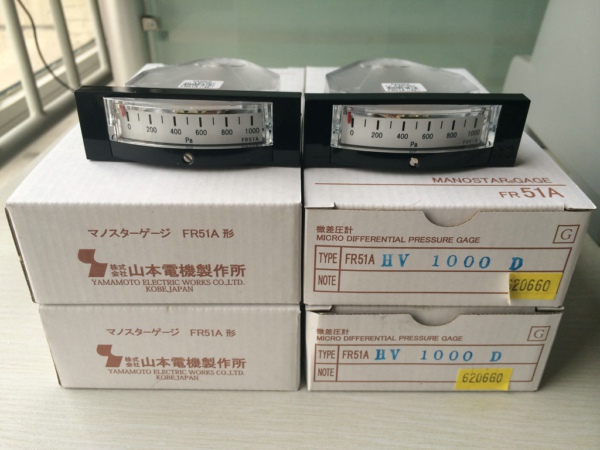 0 200 400 600 800 1000
Pa
FR51A
0 200 400 600 800 1000
Pa
MANOSTAR GAGE
FR 51A
マノスターゲージ FR51A 形
株式会社 山本電機製作所
YAMAMOTO ELECTRIC WORKS CO.,LTD.
KOBE,JAPAN
微差圧計
MICRO DIFFERENTIAL PRESSURE GAGE
G
TYPE FR51A HV 1000 D
NOTE
620660
マノスターゲージ FR51A 形
株式会社 山本電機製作所
YAMAMOTO ELECTRIC WORKS CO.,LTD.
KOBE,JAPAN
微差圧計
MICRO DIFFERENTIAL PRESSURE GAGE
G
TYPE FR51A HV 1000 D
NOTE
620660